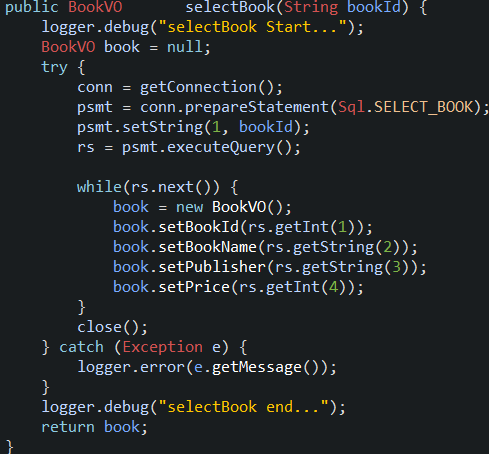 public BookVO      selectBook(String bookId) {
    logger.debug("selectBook Start...");
    BookVO book = null;
    try {
        conn = getConnection();
        psmt = conn.prepareStatement(Sql.SELECT_BOOK);
        psmt.setString(1, bookId);
        rs = psmt.executeQuery();

        while(rs.next()) {
            book = new BookVO();
            book.setBookId(rs.getInt(1));
            book.setBookName(rs.getString(2));
            book.setPublisher(rs.getString(3));
            book.setPrice(rs.getInt(4));
        }
        close();
    } catch (Exception e) {
        logger.error(e.getMessage());
    }
    logger.debug("selectBook end...");
    return book;
}